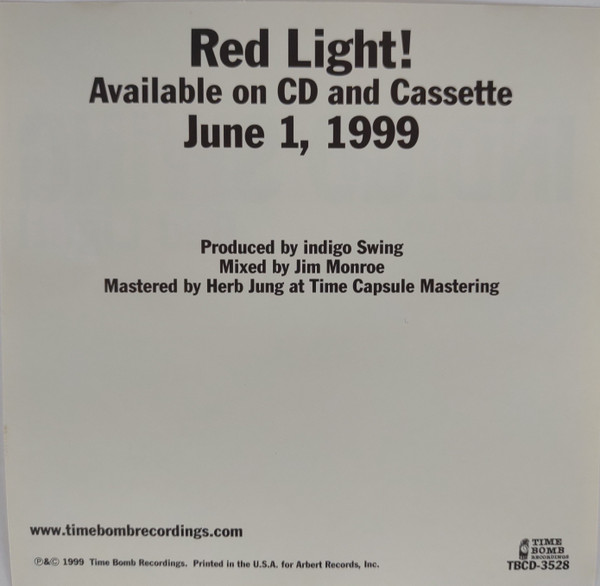 Red Light!
Available on CD and Cassette
June 1, 1999
Produced by indigo Swing
Mixed by Jim Monroe
Mastered by Herb Jung at Time Capsule Mastering
www.timebombrecordings.com
℗&© 1999 Time Bomb Recordings. Printed in the U.S.A. for Arbert Records, Inc.
TIME
BOMB
RECORDINGS
TBCD-3528